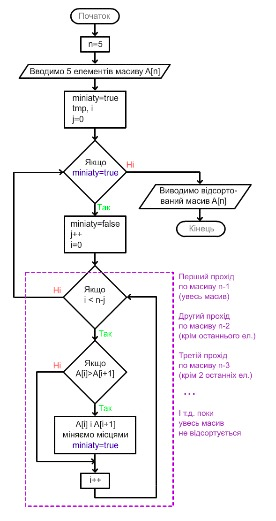 Початок
n=5
Вводимо 5 елементів масиву A[n]
miniaty=true
tmp, i
j=0
Якщо
miniaty=true
Ні
Виводимо відсорто-
ований масив A[n]
Так
Кінець
miniaty=false
j++
i=0
Якщо
i < n-j
Ні
Перший прохід
по масиву n-1
(увесь масив)
Другий прохід
по масиву n-2
(крім останнього ел.)
Так
Третій прохід
по масиву n-3
(крім 2 останніх ел.)
Якщо
A[i]>A[i+1]
Ні
...
Так
І т.д. поки
увесь масив
не відсортується
A[i] і A[i+1]
міняємо місцями
miniaty=true
i++